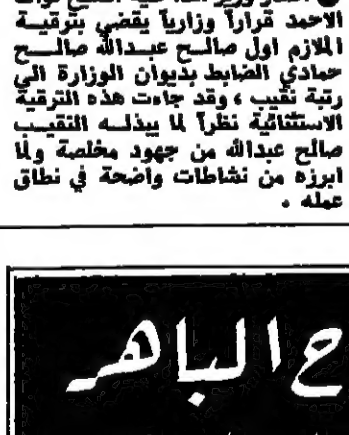 الاحمد قراراً وزارياً يقضي بترقية
الملازم اول صالح عبدالله صالح
حمادي الضابط بديوان الوزارة الى
رتبة نقيب ، وقد جاءت هذه الترقية
الاستثنائية نظراً لما يبذله النقيب
صالح عبدالله من جهود مخلصة ولما
ابرزه من نشاطات واضحة في نطاق
عمله .
ح الباهر